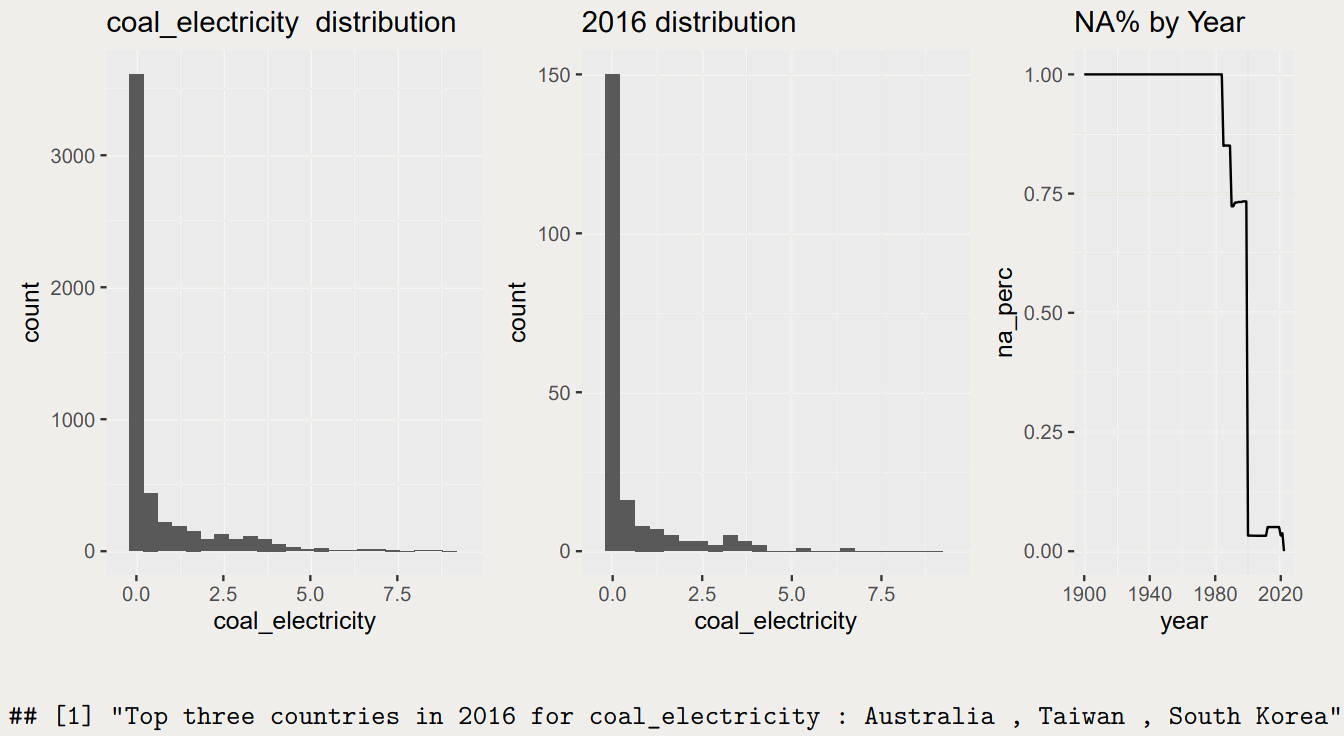 coal_electricity  distribution
count
3000
2000
1000
0
0.0 2.5 5.0 7.5
coal_electricity
2016 distribution
count
150
100
50
0
0.0 2.5 5.0 7.5
coal_electricity
NA% by Year
na_perc
1.00
0.75
0.50
0.25
0.00
1900 1940 1980 2020
year
## [1] "Top three countries in 2016 for coal_electricity : Australia , Taiwan , South Korea"